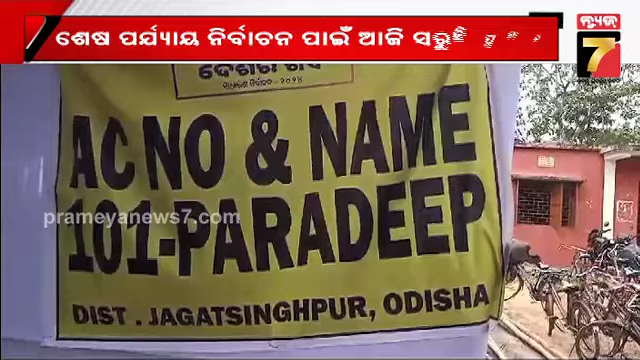 ଶେଷ ପର୍ଯ୍ୟାୟ ନିର୍ବାଚନ ପାଇଁ ଆଜି
ନ୍ୟୁଜ୍
7
AC NO & NAME
101-PARADEEP
prameyanews7.com
DIST. JAGATSINGHPUR, ODISHA